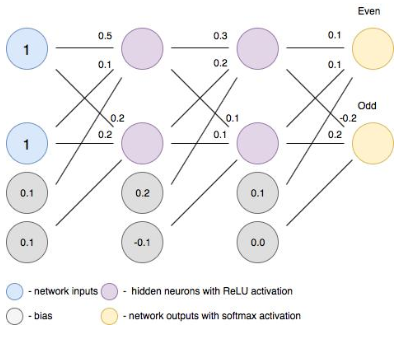 Even
0.5 0.3 0.1
1
0.1 0.2 0.1
Odd
0.2 0.1 -0.2
1 0.2 0.1 0.2
0.1 0.2 0.1
0.1 -0.1 0.0
- network inputs - hidden neurons with ReLU activation
- bias - network outputs with softmax activation